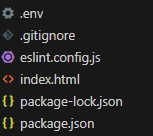 .env
.gitignore
eslint.config.js
index.html
package-lock.json
package.json